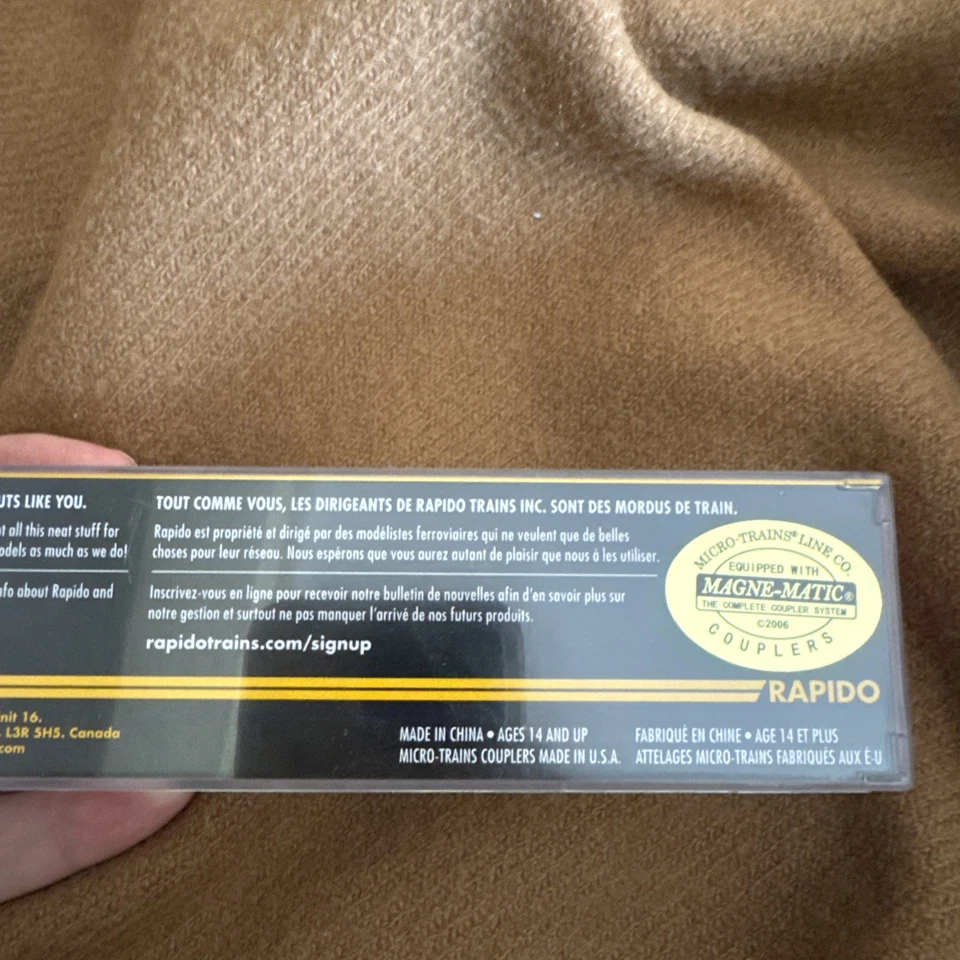 UTS LIKE YOU.
t all this neat stuff for
odels as much as we do!
nfo about Rapido and
TOUT COMME VOUS, LES DIRIGEANTS DE RAPIDO TRAINS INC. SONT DES MORDUS DE TRAIN.
Rapido est propriété et dirigé par des modélistes ferroviaires qui ne veulent que de belles
choses pour leur réseau. Nous espérons que vous aurez autant de plaisir que nous à les utiliser.
Inscrivez-vous en ligne pour recevoir notre bulletin de nouvelles afin d'en savoir plus sur
notre gestion et surtout ne pas manquer l'arrivé de nos futurs produits.
rapidotrains.com/signup
MICRO-TRAINS® LINE CO.
EQUIPPED WITH
MAGNE-MATIC®
THE COMPLETE COUPLER SYSTEM
©2006
COUPLERS
RAPIDO
nit 16.
L3R 5H5. Canada
com
MADE IN CHINA • AGES 14 AND UP
MICRO-TRAINS COUPLERS MADE IN U.S.A.
FABRIQUÉ EN CHINE • AGE 14 ET PLUS
ATTELAGES MICRO-TRAINS FABRIQUÉS AUX É-U